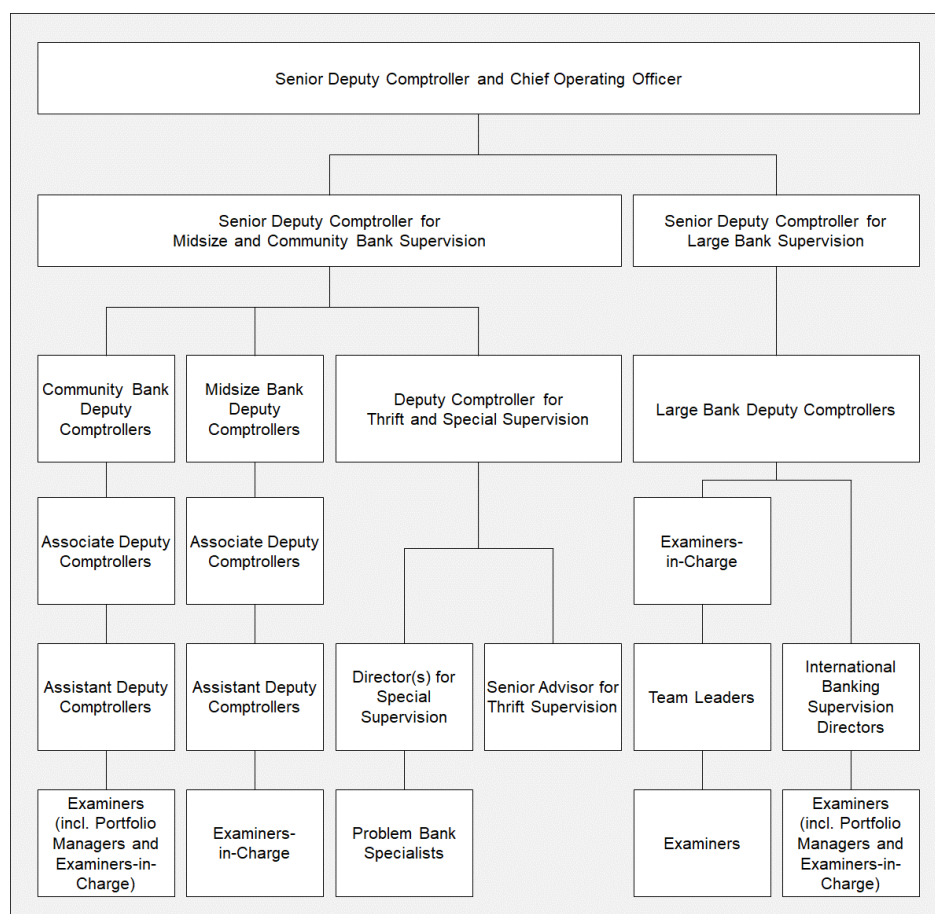 Senior Deputy Comptroller and Chief Operating Officer
Senior Deputy Comptroller for
Midsize and Community Bank Supervision
Senior Deputy Comptroller for
Large Bank Supervision
Community Bank
Deputy
Comptrollers
Midsize Bank
Deputy
Comptrollers
Deputy Comptroller for
Thrift and Special Supervision
Large Bank Deputy Comptrollers
Associate Deputy
Comptrollers
Associate Deputy
Comptrollers
Examiners-
in-Charge
Assistant Deputy
Comptrollers
Assistant Deputy
Comptrollers
Director(s) for
Special
Supervision
Senior Advisor for
Thrift Supervision
Team Leaders
International
Banking
Supervision
Directors
Examiners
(incl. Portfolio
Managers and
Examiners-in-
Charge)
Examiners-
in-Charge
Problem Bank
Specialists
Examiners
Examiners
(incl. Portfolio
Managers and
Examiners-in-
Charge)